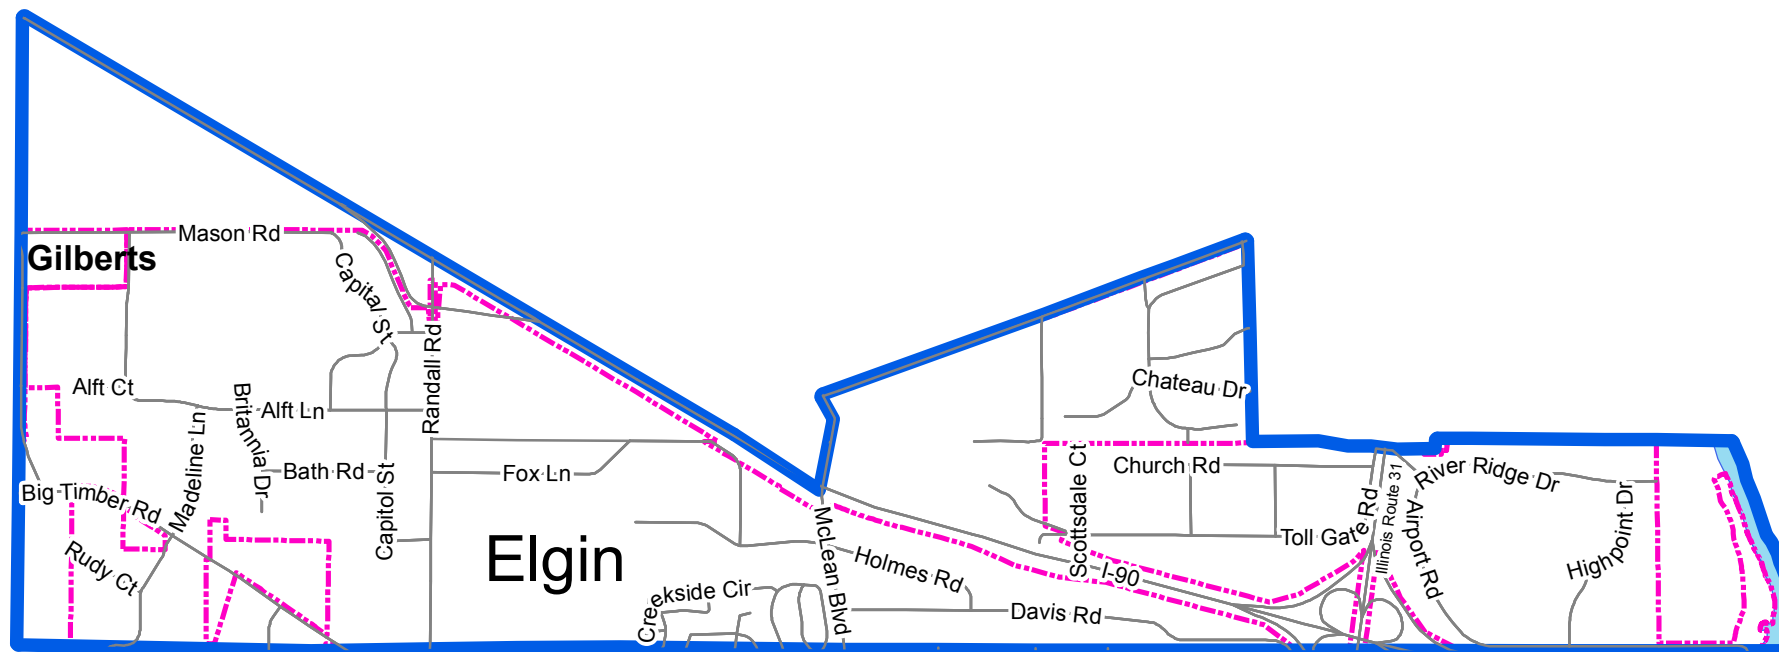 Mason Rd
Gilberts
Capital St
Randall Rd
Alft Ct
Britannia Dr
Alft Ln
Madeline Ln
Bath Rd
Capitol St
Big Timber Rd
Rudy Ct
Fox Ln
Elgin
Creekside Cir
McLean Blvd
Holmes Rd
Davis Rd
I-90
Scottsdale Ct
Chateau Dr
Church Rd
Toll Gate Rd
Illinois Route 31
Airport Rd
River Ridge Dr
Highpoint Dr